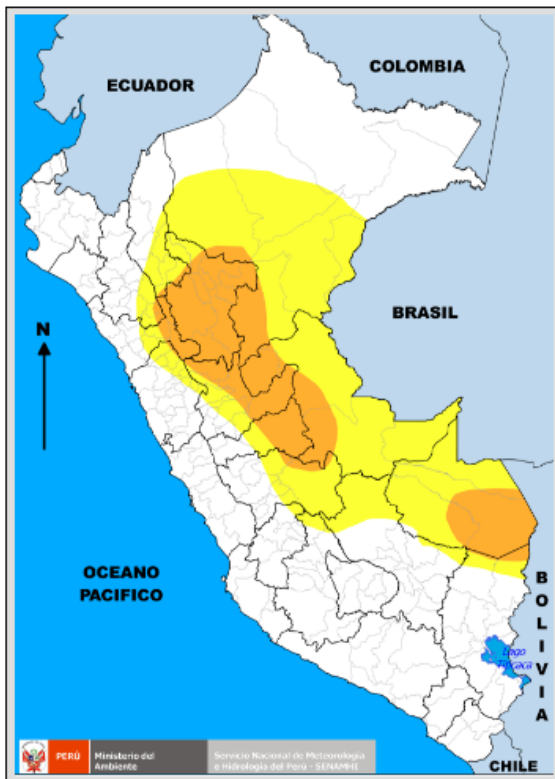 COLOMBIA
ECUADOR
BRASIL
N
OCEANO
PACIFICO
BOLIVIA
Lago
Titicaca
CHILE
PERÚ
Ministerio del
Ambiente
Servicio Nacional de Meteorología
e Hidrología del Perú - SENAMHI